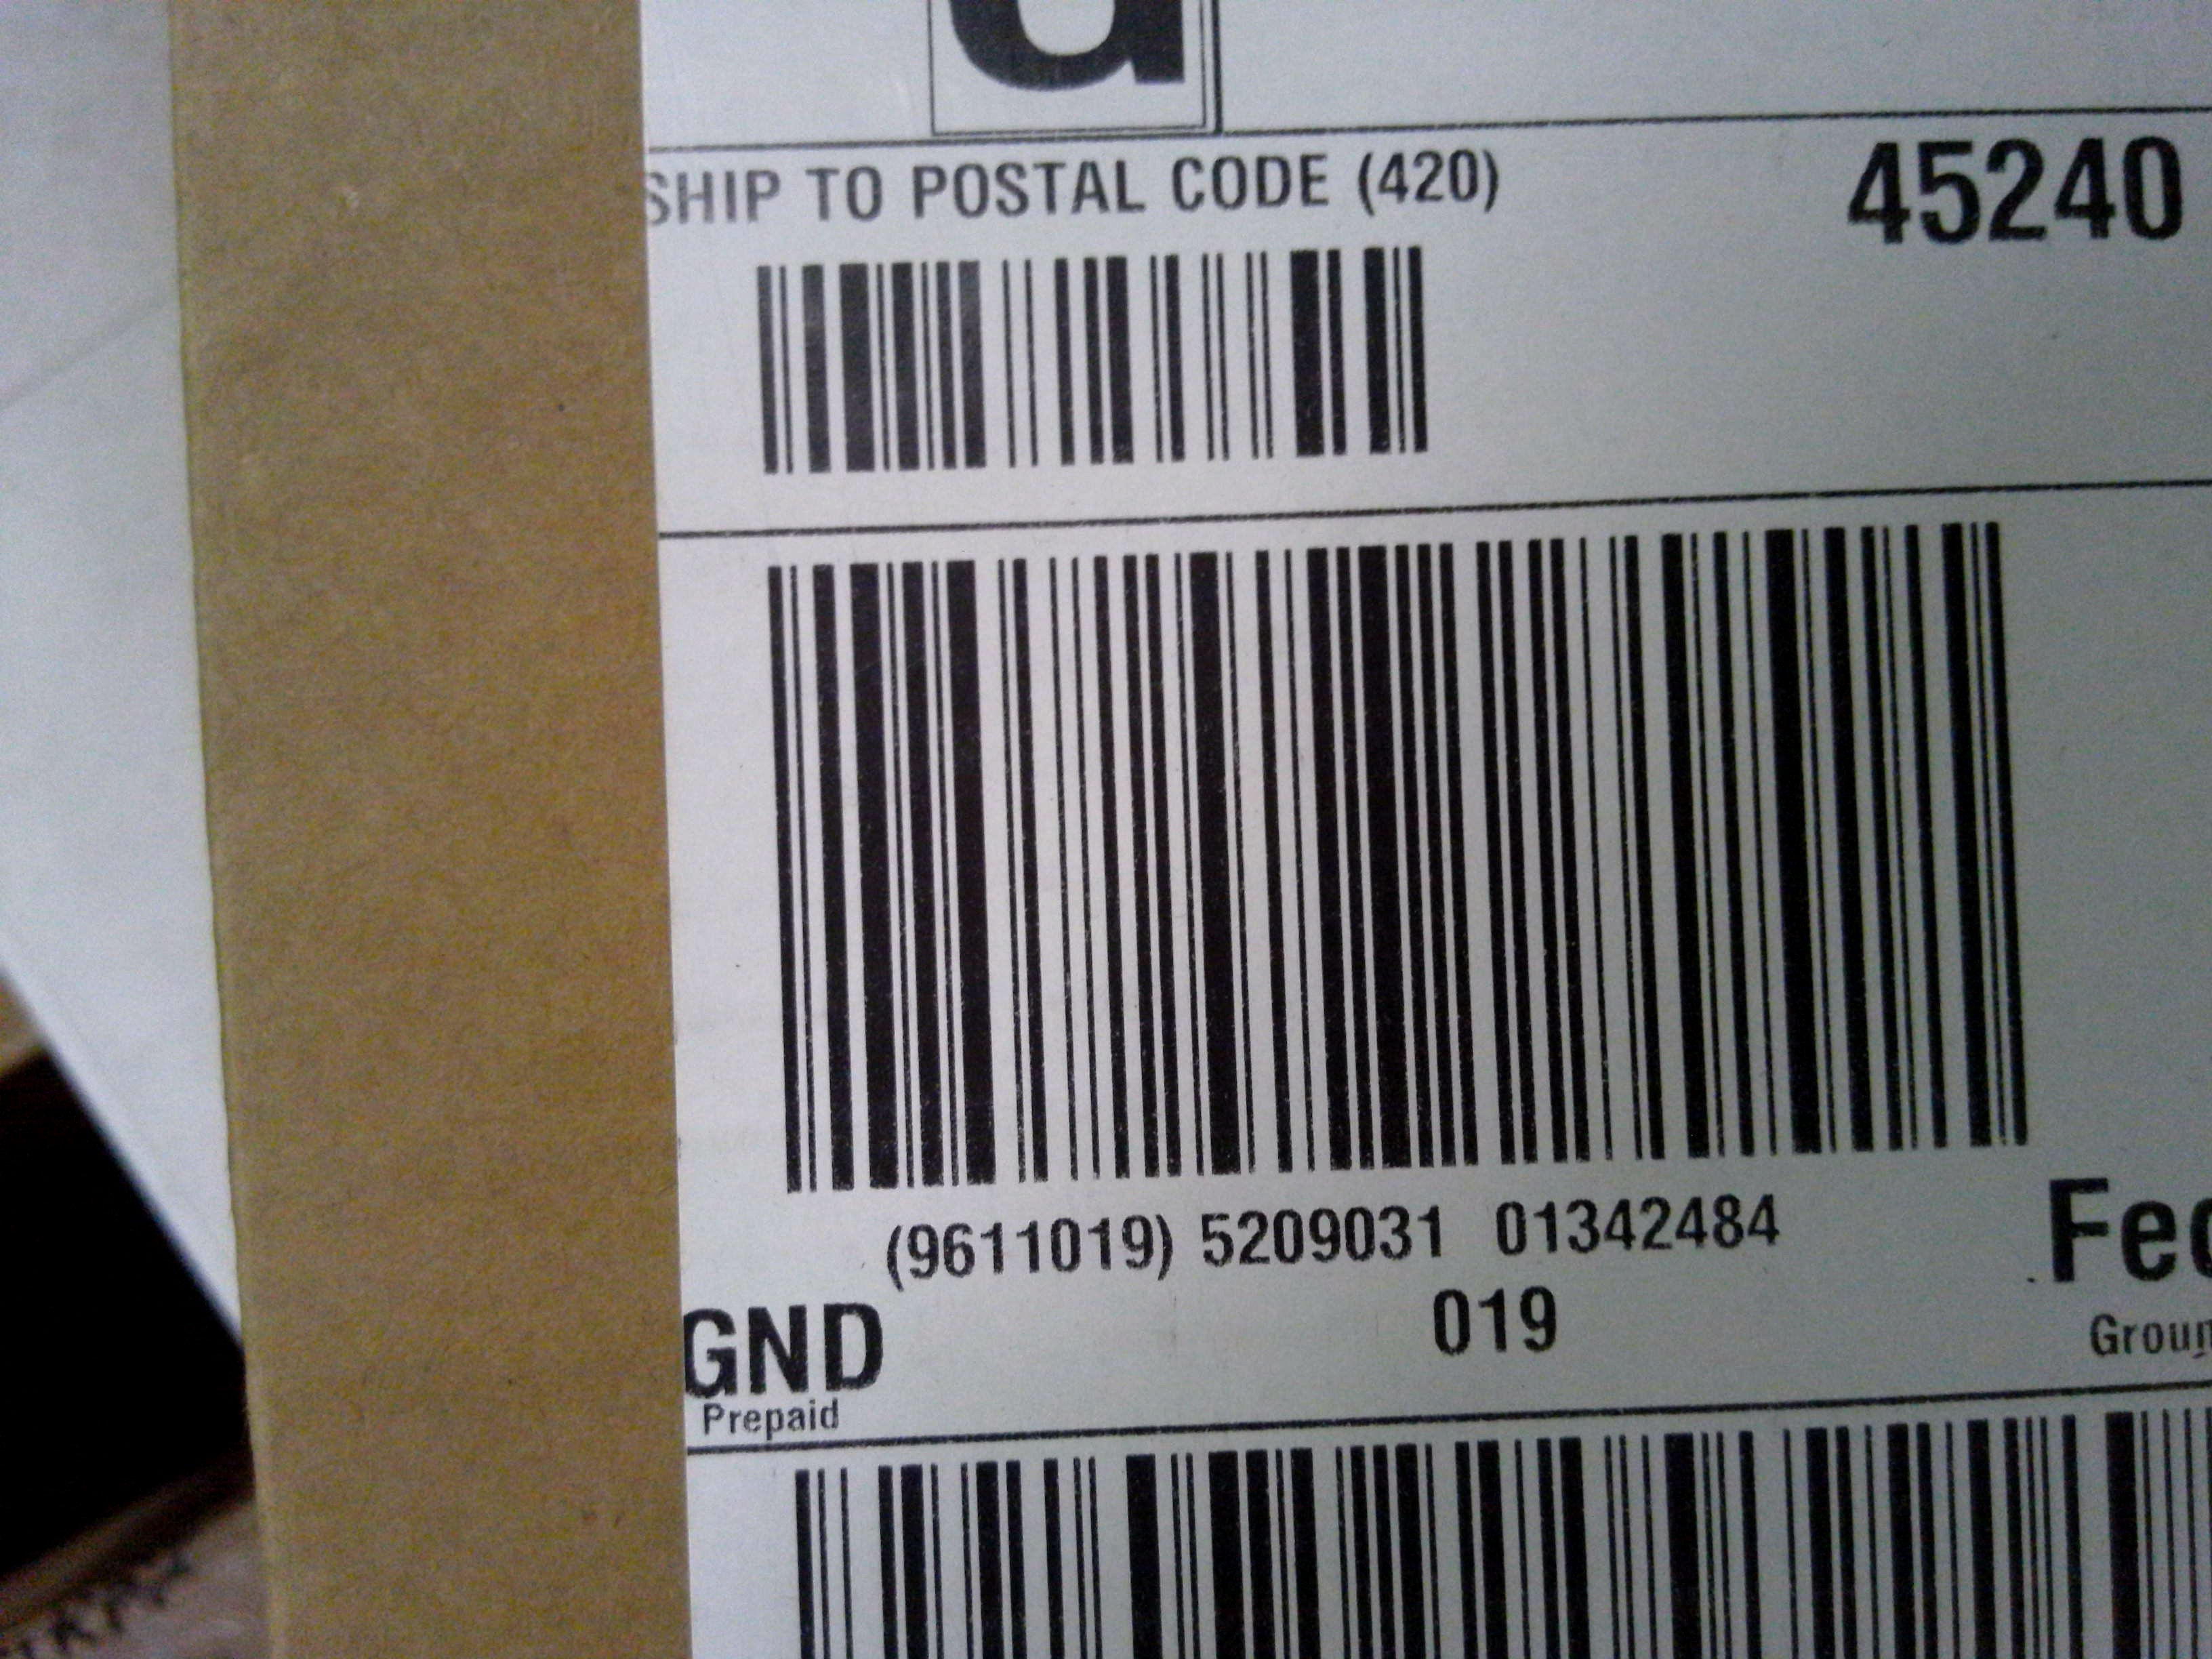 SHIP TO POSTAL CODE (420) 45240
(9611019) 5209031 01342484
019
GND
Prepaid